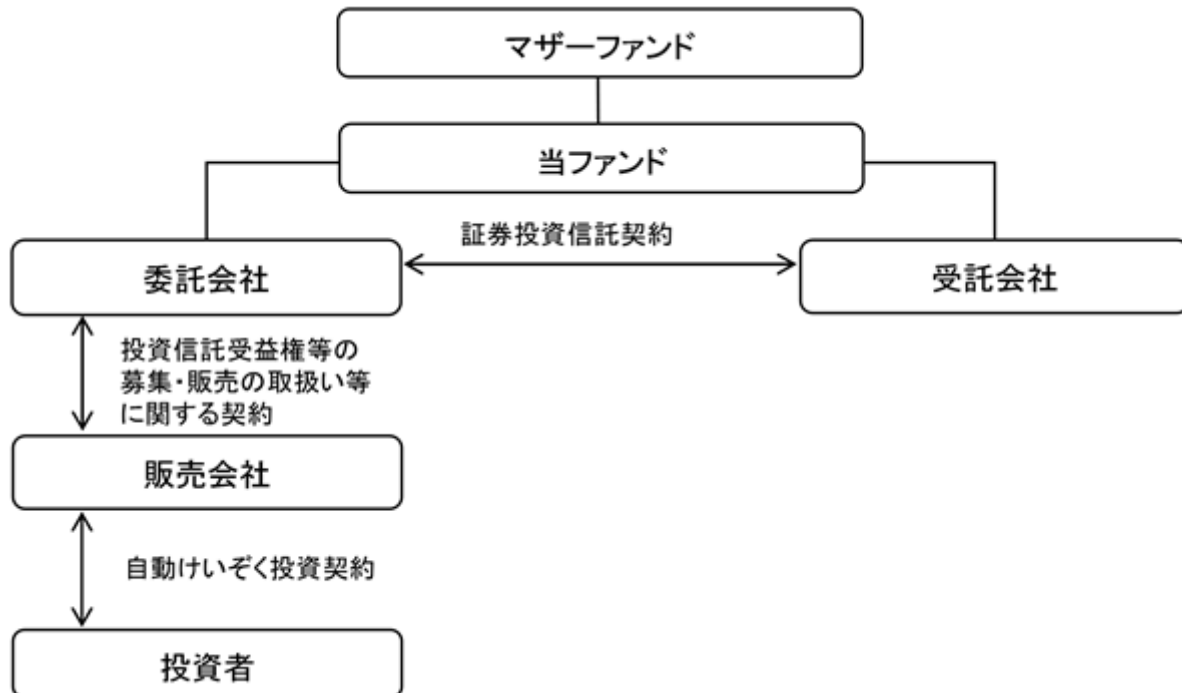 マザーファンド
当ファンド
証券投資信託契約
委託会社
受託会社
投資信託受益権等の
募集・販売の取扱い等
に関する契約
販売会社
自動けいぞく投資契約
投資者